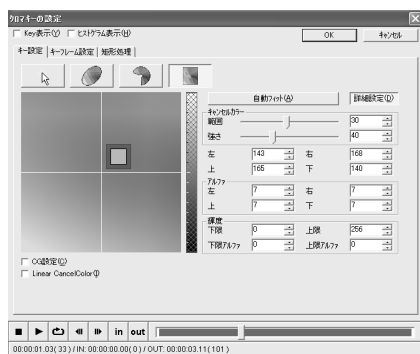 クロマキーの設定
Key表示(V) ヒストグラム表示(H)
OK キャンセル
キー設定 キーフレーム設定 矩形処理
自動フィット(A) 詳細設定(D)
キャンセルカラー
範囲 30
強さ 40
左 143 右 168
上 165 下 140
アルファ
左 7 右 7
上 7 下 7
輝度
下限 0 上限 256
下限アルファ 0 上限アルファ 0
CG設定(C)
Linear CancelColor(I)
in out
00:00:01.03( 33 ) / IN: 00:00:00.00( 0 ) / OUT: 00:00:03.11( 101 )